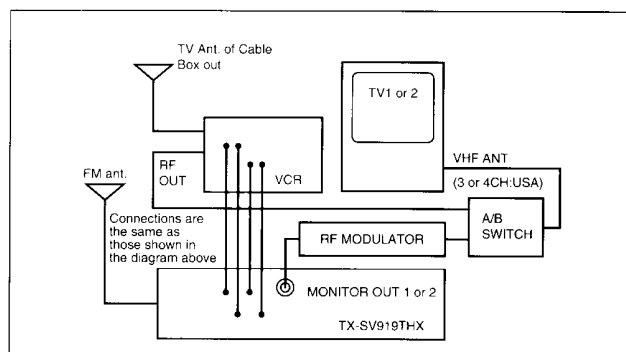 TV Ant. of Cable
Box out
TV1 or 2
FM ant.
RF
OUT
VCR
VHF ANT
(3 or 4CH:USA)
Connections are
the same as
those shown in
the diagram above
A/B
SWITCH
RF MODULATOR
MONITOR OUT 1 or 2
TX-SV919THX